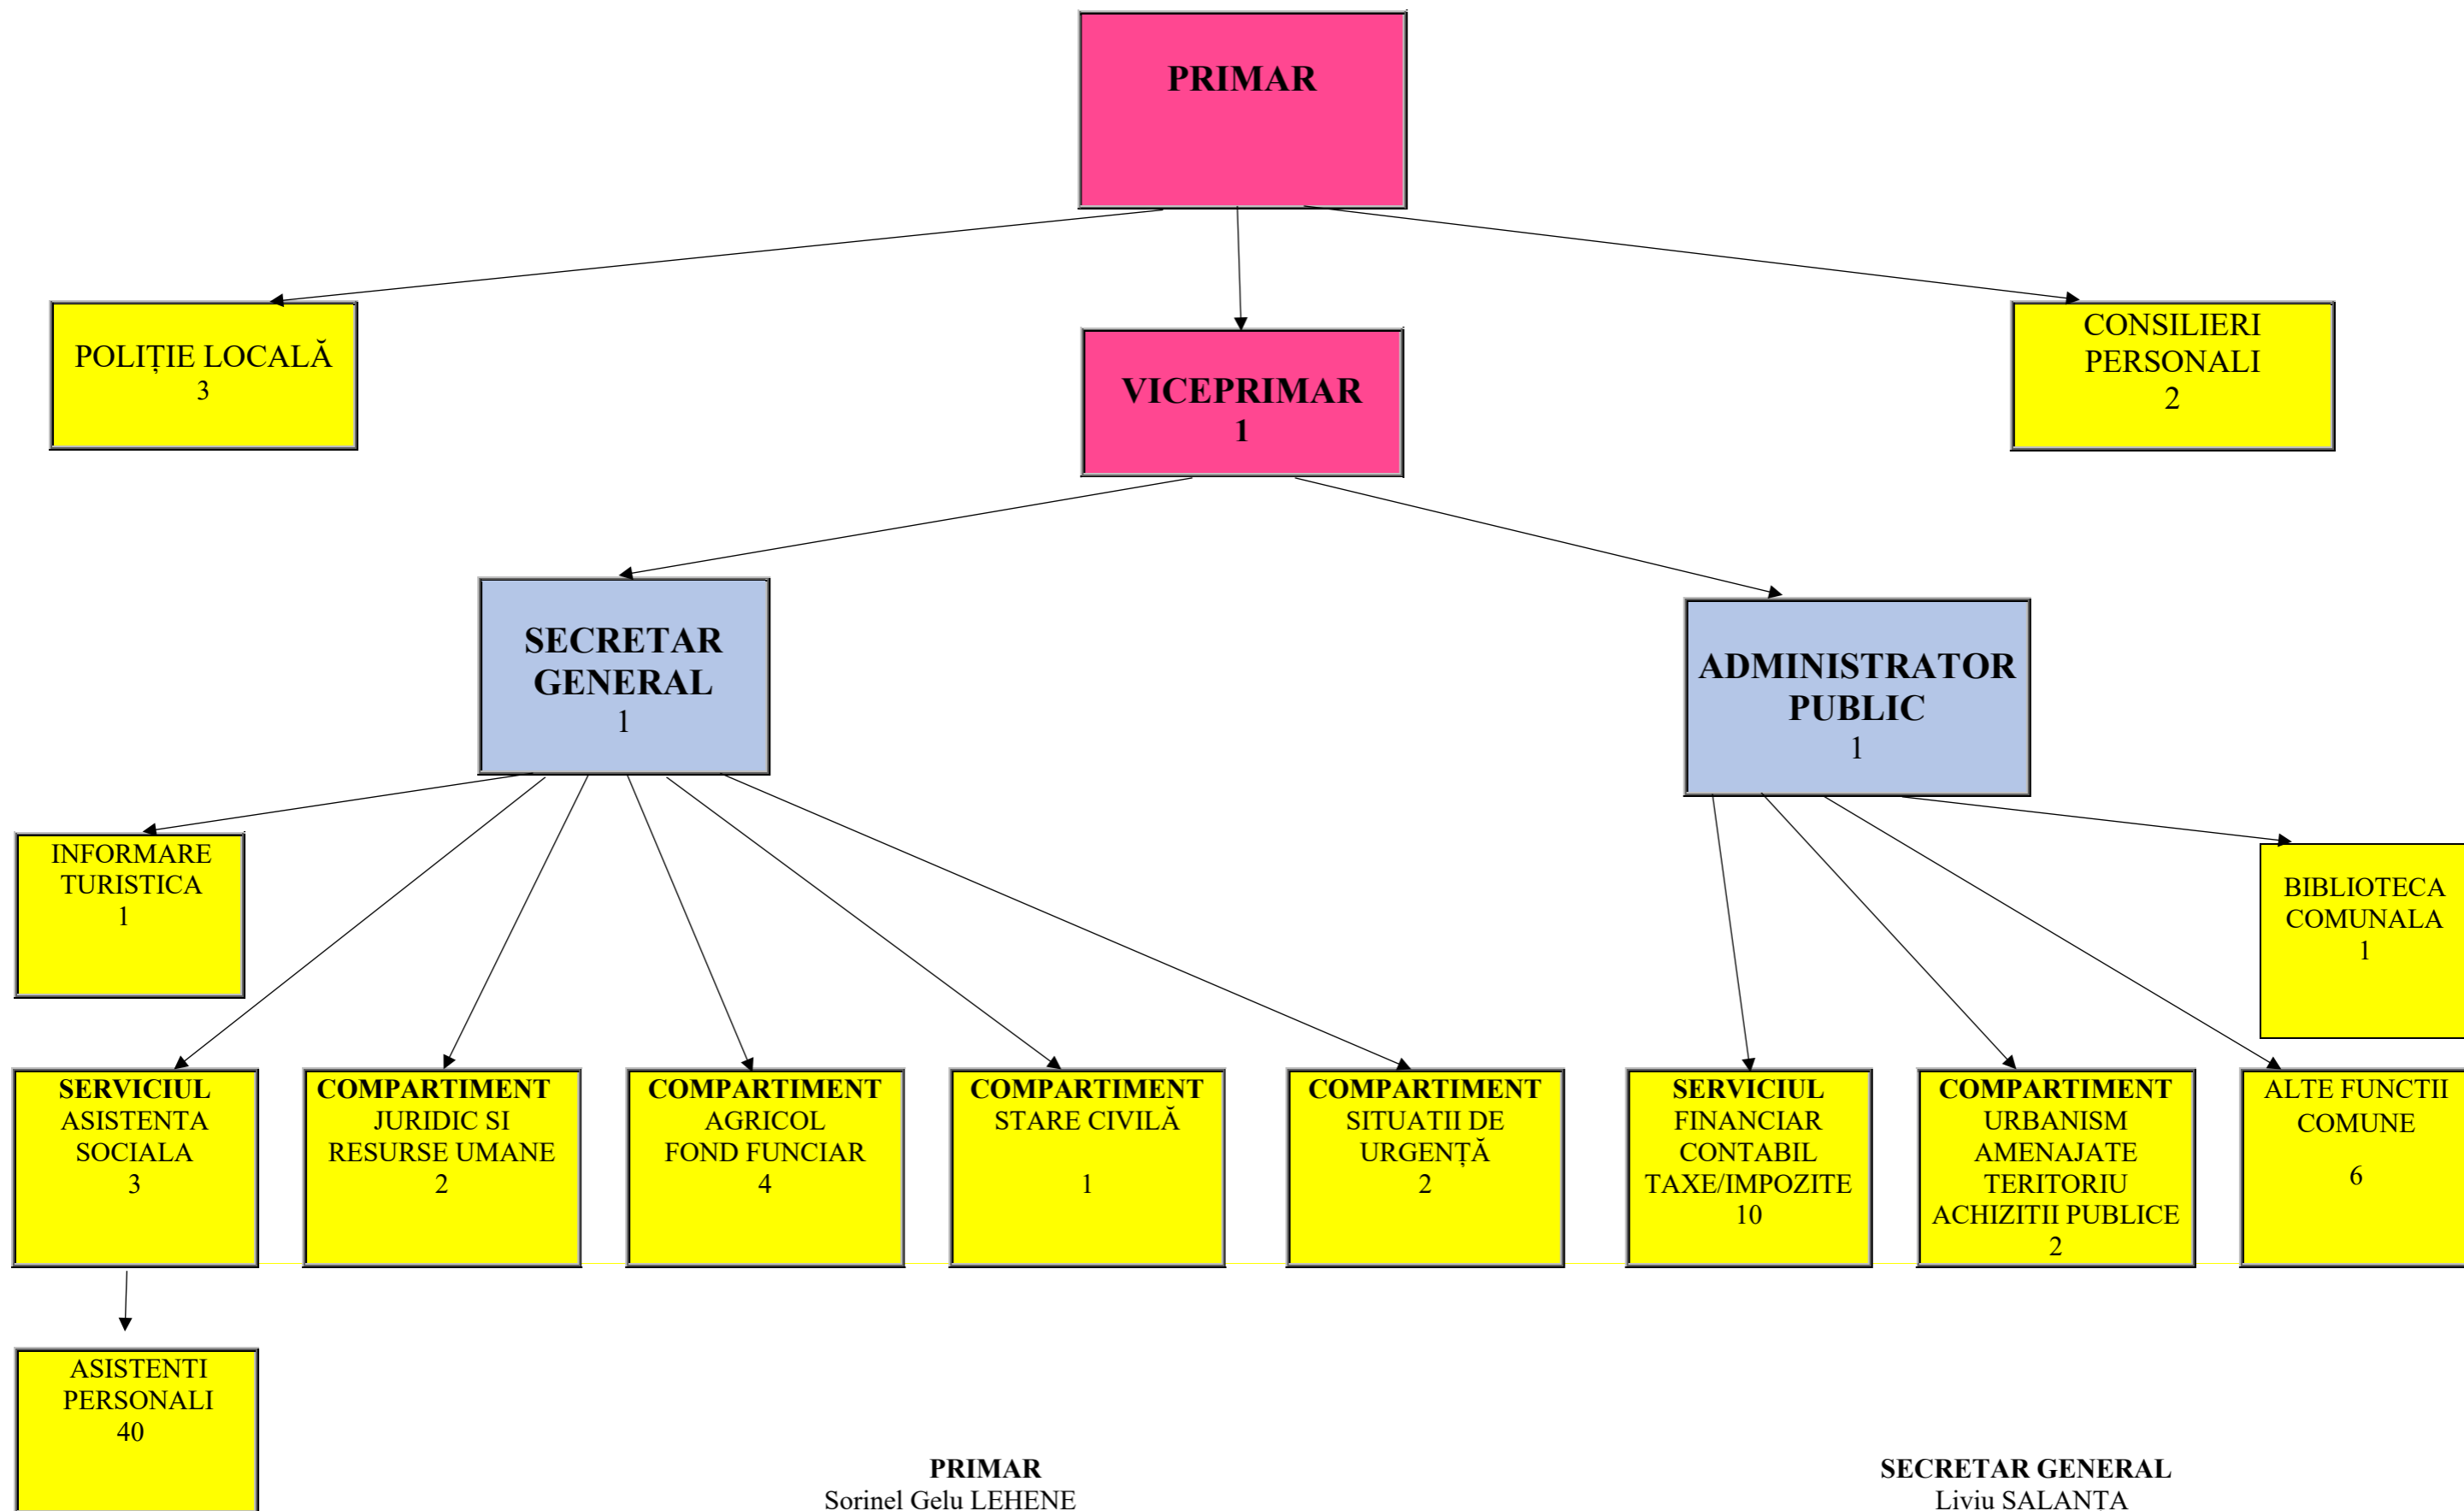 PRIMAR
POLIȚIE LOCALĂ
3
VICEPRIMAR
1
CONSILIERI
PERSONALI
2
SECRETAR
GENERAL
1
ADMINISTRATOR
PUBLIC
1
INFORMARE
TURISTICA
1
BIBLIOTECA
COMUNALA
1
SERVICIUL
ASISTENTA
SOCIALA
3
COMPARTIMENT
JURIDIC SI
RESURSE UMANE
2
COMPARTIMENT
AGRICOL
FOND FUNCIAR
4
COMPARTIMENT
STARE CIVILĂ
1
COMPARTIMENT
SITUATII DE
URGENȚĂ
2
SERVICIUL
FINANCIAR
CONTABIL
TAXE/IMPOZITE
10
COMPARTIMENT
URBANISM
AMENAJATE
TERITORIU
ACHIZITII PUBLICE
2
ALTE FUNCTII
COMUNE
6
ASISTENTI
PERSONALI
40
PRIMAR
Sorinel Gelu LEHENE
SECRETAR GENERAL
Liviu SALANTA